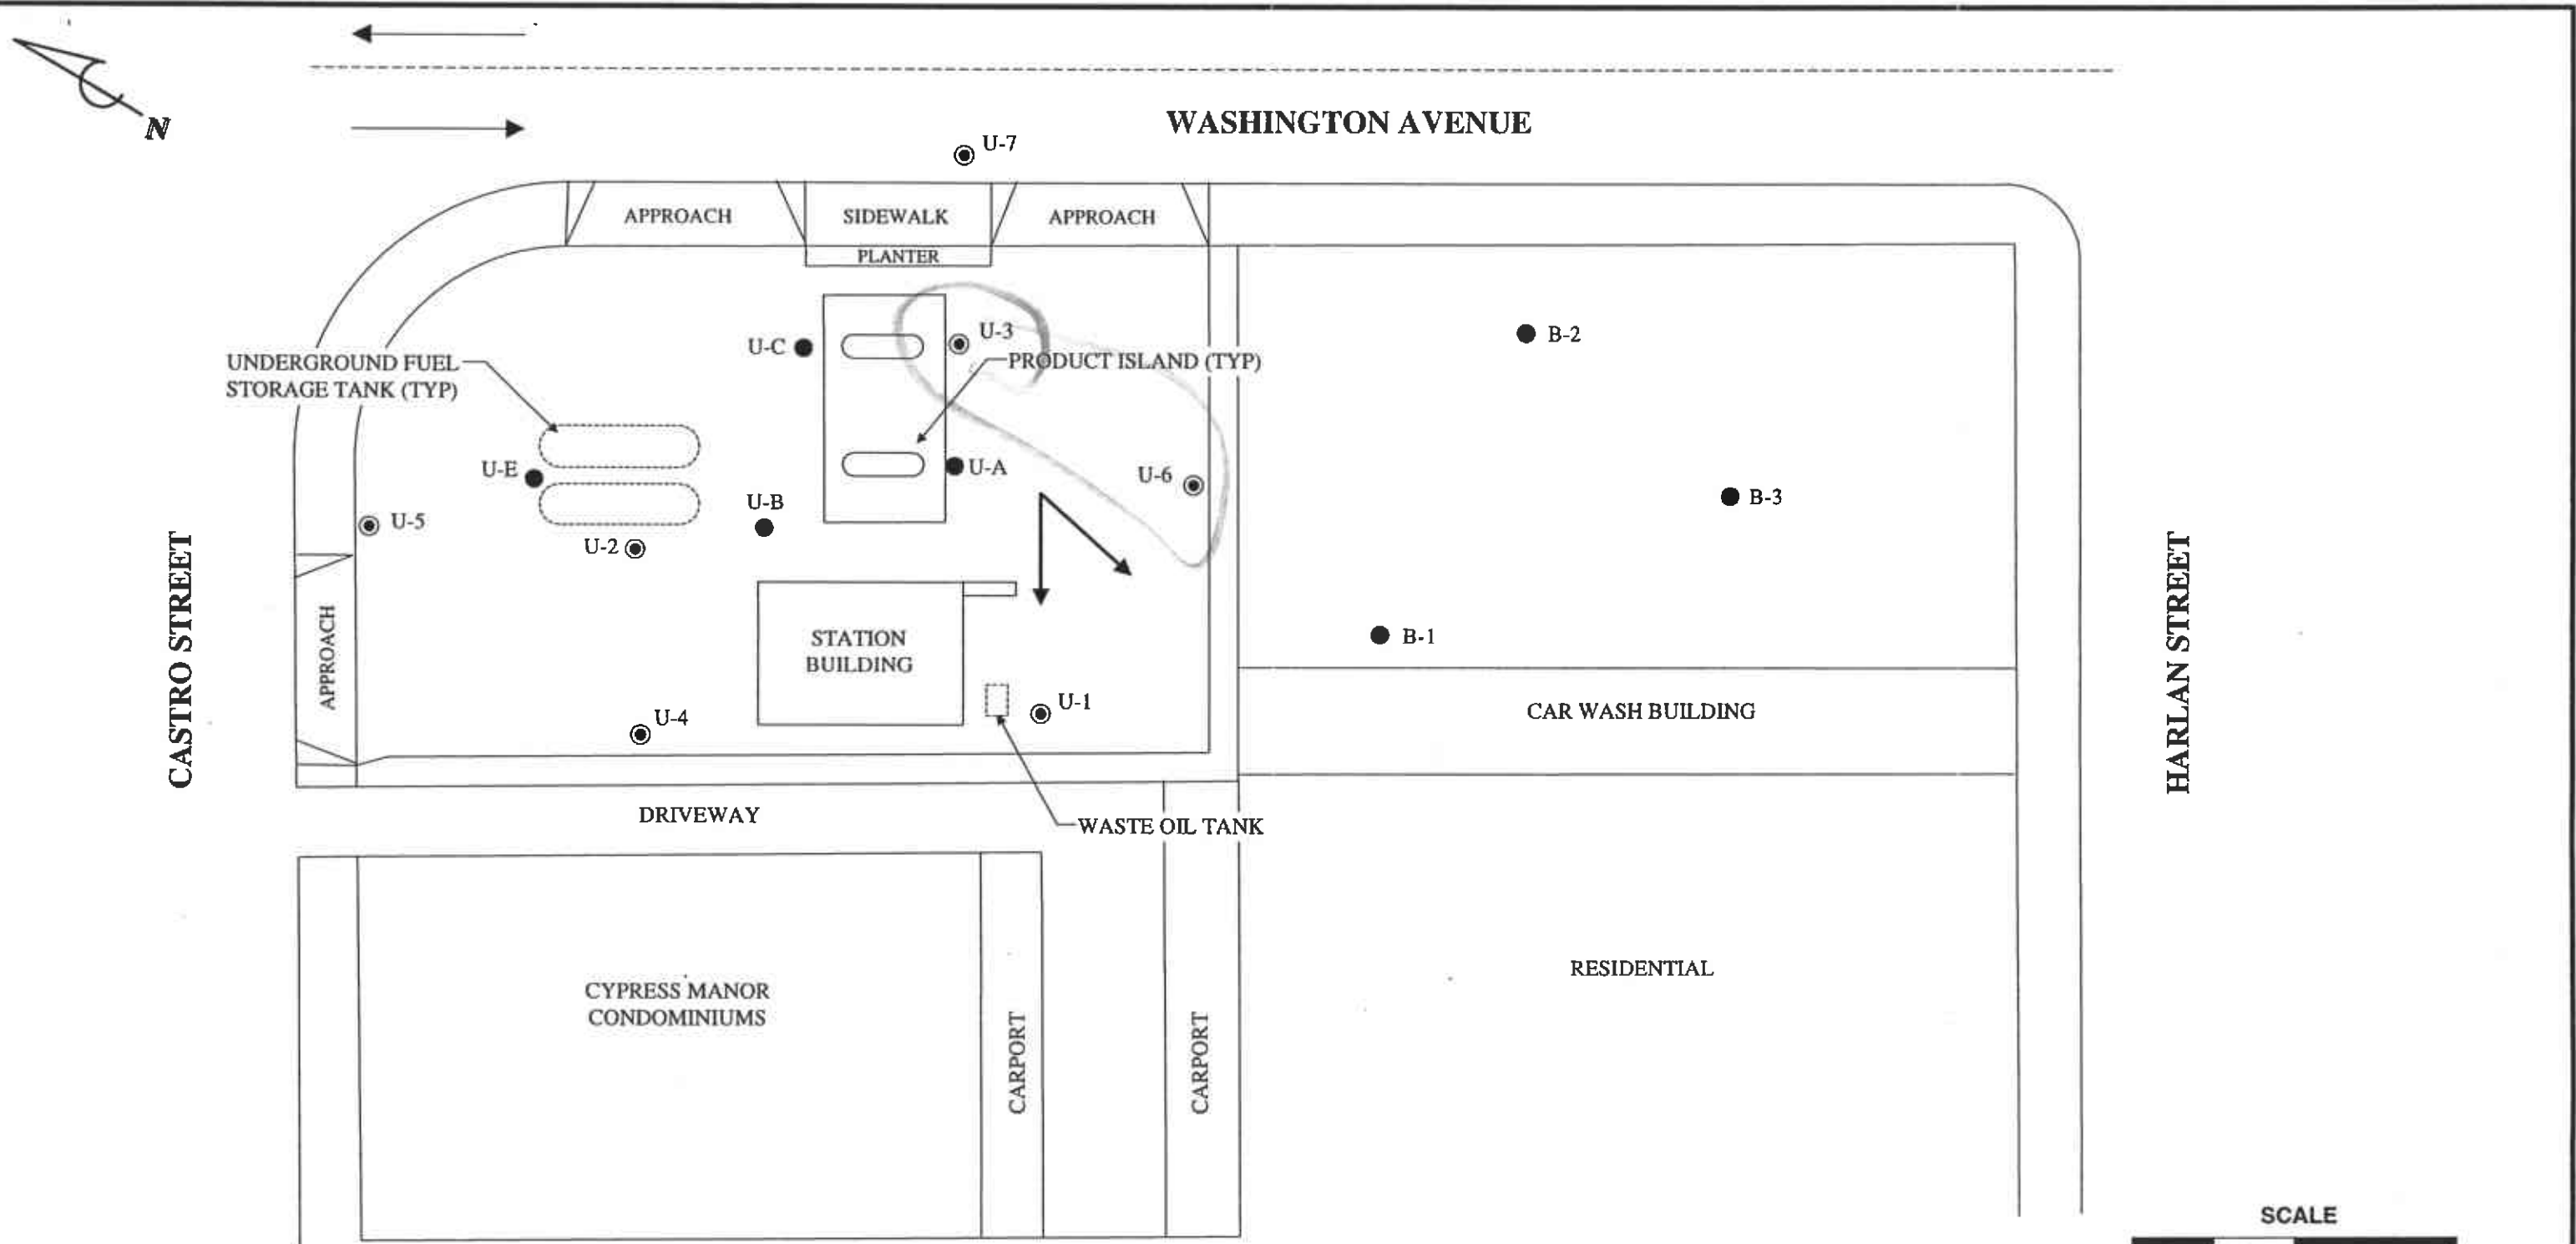 N
WASHINGTON AVENUE
U-7
APPROACH
SIDEWALK
APPROACH
PLANTER
U-C
U-3
B-2
UNDERGROUND FUEL
STORAGE TANK (TYP)
PRODUCT ISLAND (TYP)
U-E
U-A
U-6
B-3
U-B
U-5
U-2
CASTRO STREET
HARLAN STREET
APPROACH
STATION
BUILDING
B-1
U-1
U-4
CAR WASH BUILDING
DRIVEWAY
WASTE OIL TANK
RESIDENTIAL
CYPRESS MANOR
CONDOMINIUMS
CARPORT
CARPORT
SCALE